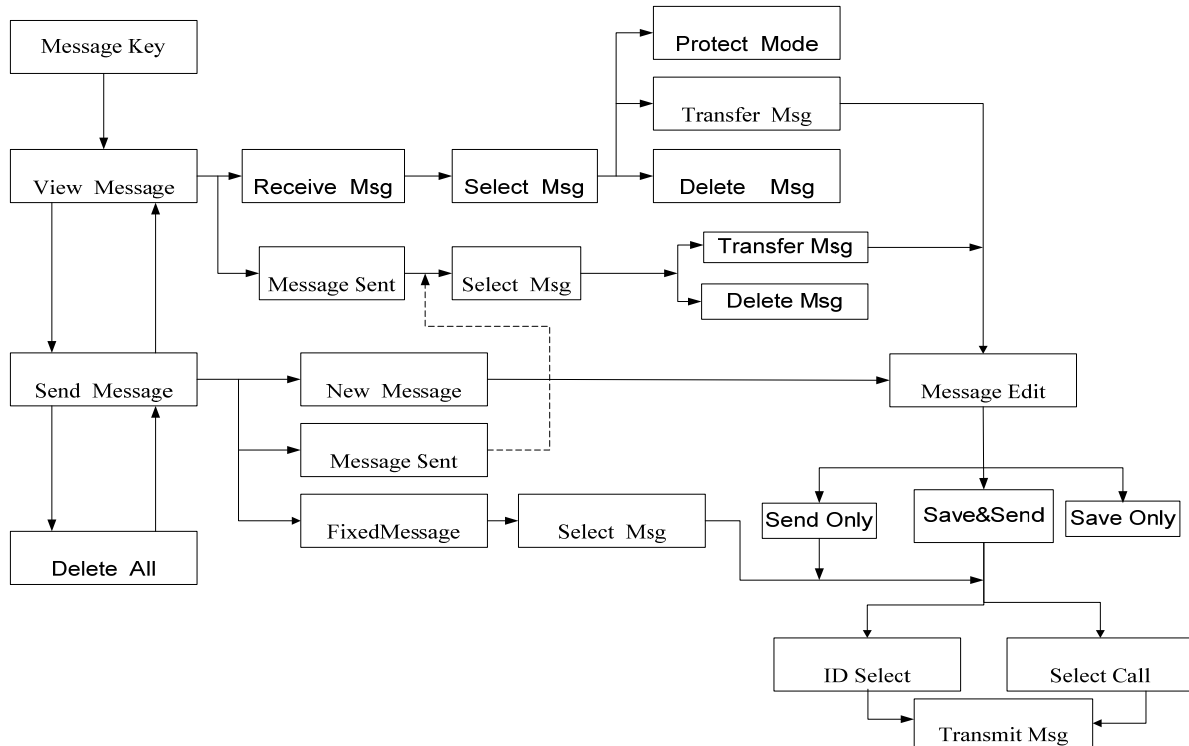 Message Key
Protect Mode
Transfer Msg
View Message
Receive Msg
Select Msg
Delete Msg
Message Sent
Select Msg
Transfer Msg
Delete Msg
Send Message
New Message
Message Edit
Message Sent
FixedMessage
Select Msg
Send Only
Save&Send
Save Only
Delete All
ID Select
Select Call
Transmit Msg